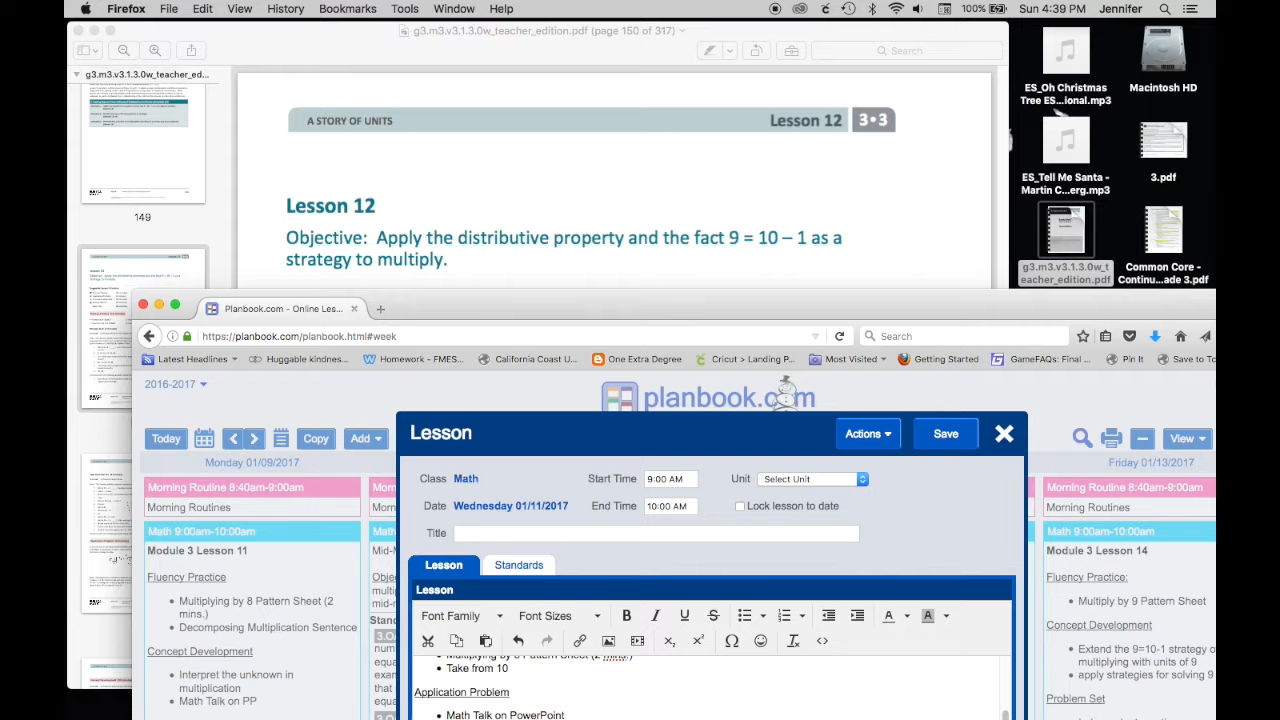 Firefox File Edit View History Bookmarks Tools Window Help 100% Sun 4:39 PM Jennifer
g3.m3.v3.1.3.0w_teacher_edition.pdf (page 150 of 317)
Search
g3.m3.v3.1.3.0w_teacher_ed...
149
A STORY OF UNITS Lesson 12 3•3
Lesson 12
Objective: Apply the distributive property and the fact 9 = 10 – 1 as a
strategy to multiply.
ES_Oh Christmas
Tree ES...ional.mp3
Macintosh HD
ES_Tell Me Santa -
Martin C...erg.mp3
3.pdf
g3.m3.v3.1.3.0w_t
eacher_edition.pdf
Common Core -
Continu...ade 3.pdf
Planbook.com - Online Les...
https://planbook.com/planbook.html#wk
Search
Latest Headlines Huggable kindnes... Homework - FMES... California Cut Out U... One Extra Degree Cricut > Landing Pag... Most Visited Getting Started GameFAQs: Final ... Pin It Save to
2016-2017
planbook.com
Today Copy Add View
Monday 01/09/2017
Friday 01/13/2017
Morning Routine 8:40am-9:00am
Morning Routines
Math 9:00am-10:00am
Module 3 Lesson 11
Fluency Practice
Multiplying by 8 Pattern Sheet (2
mins.)
Decomposing Multiplication Sentence
Concept Development
Interpret the unknown in
multiplication
Math Talk on PP
Lesson
Actions Save
Class Math Start Time 9:00 AM Unit
Date Wednesday 01/11/2017 End Time 10:00 AM Lock lesson to date
Title
Lesson Standards
Lesson
Font Family Font Sizes B I U S A A
Take from 10
Application Problem
Math Talk on PowerPoint
Morning Routine 8:40am-9:00am
Morning Routines
Math 9:00am-10:00am
Module 3 Lesson 14
Fluency Practice:
Multiply by 9 Pattern Sheet
Concept Development
Extend the 9=10-1 strategy of
multiplying with units of 9
apply strategies for solving 9
Problem Set